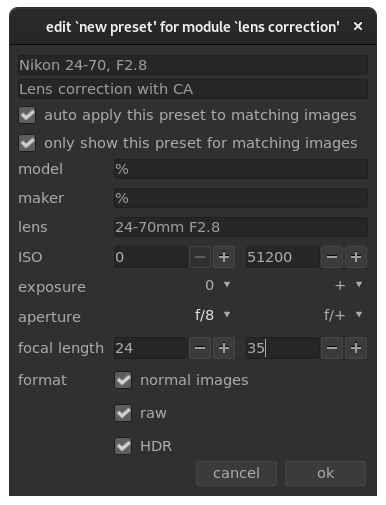 edit `new preset' for module `lens correction' ×
Nikon 24-70, F2.8
Lens correction with CA
auto apply this preset to matching images
only show this preset for matching images
model %
maker %
lens 24-70mm F2.8
ISO 0 − + 51200 − +
exposure 0 ▾ + ▾
aperture f/8 ▾ f/+ ▾
focal length 24 − + 35 − +
format normal images
raw
HDR
cancel ok